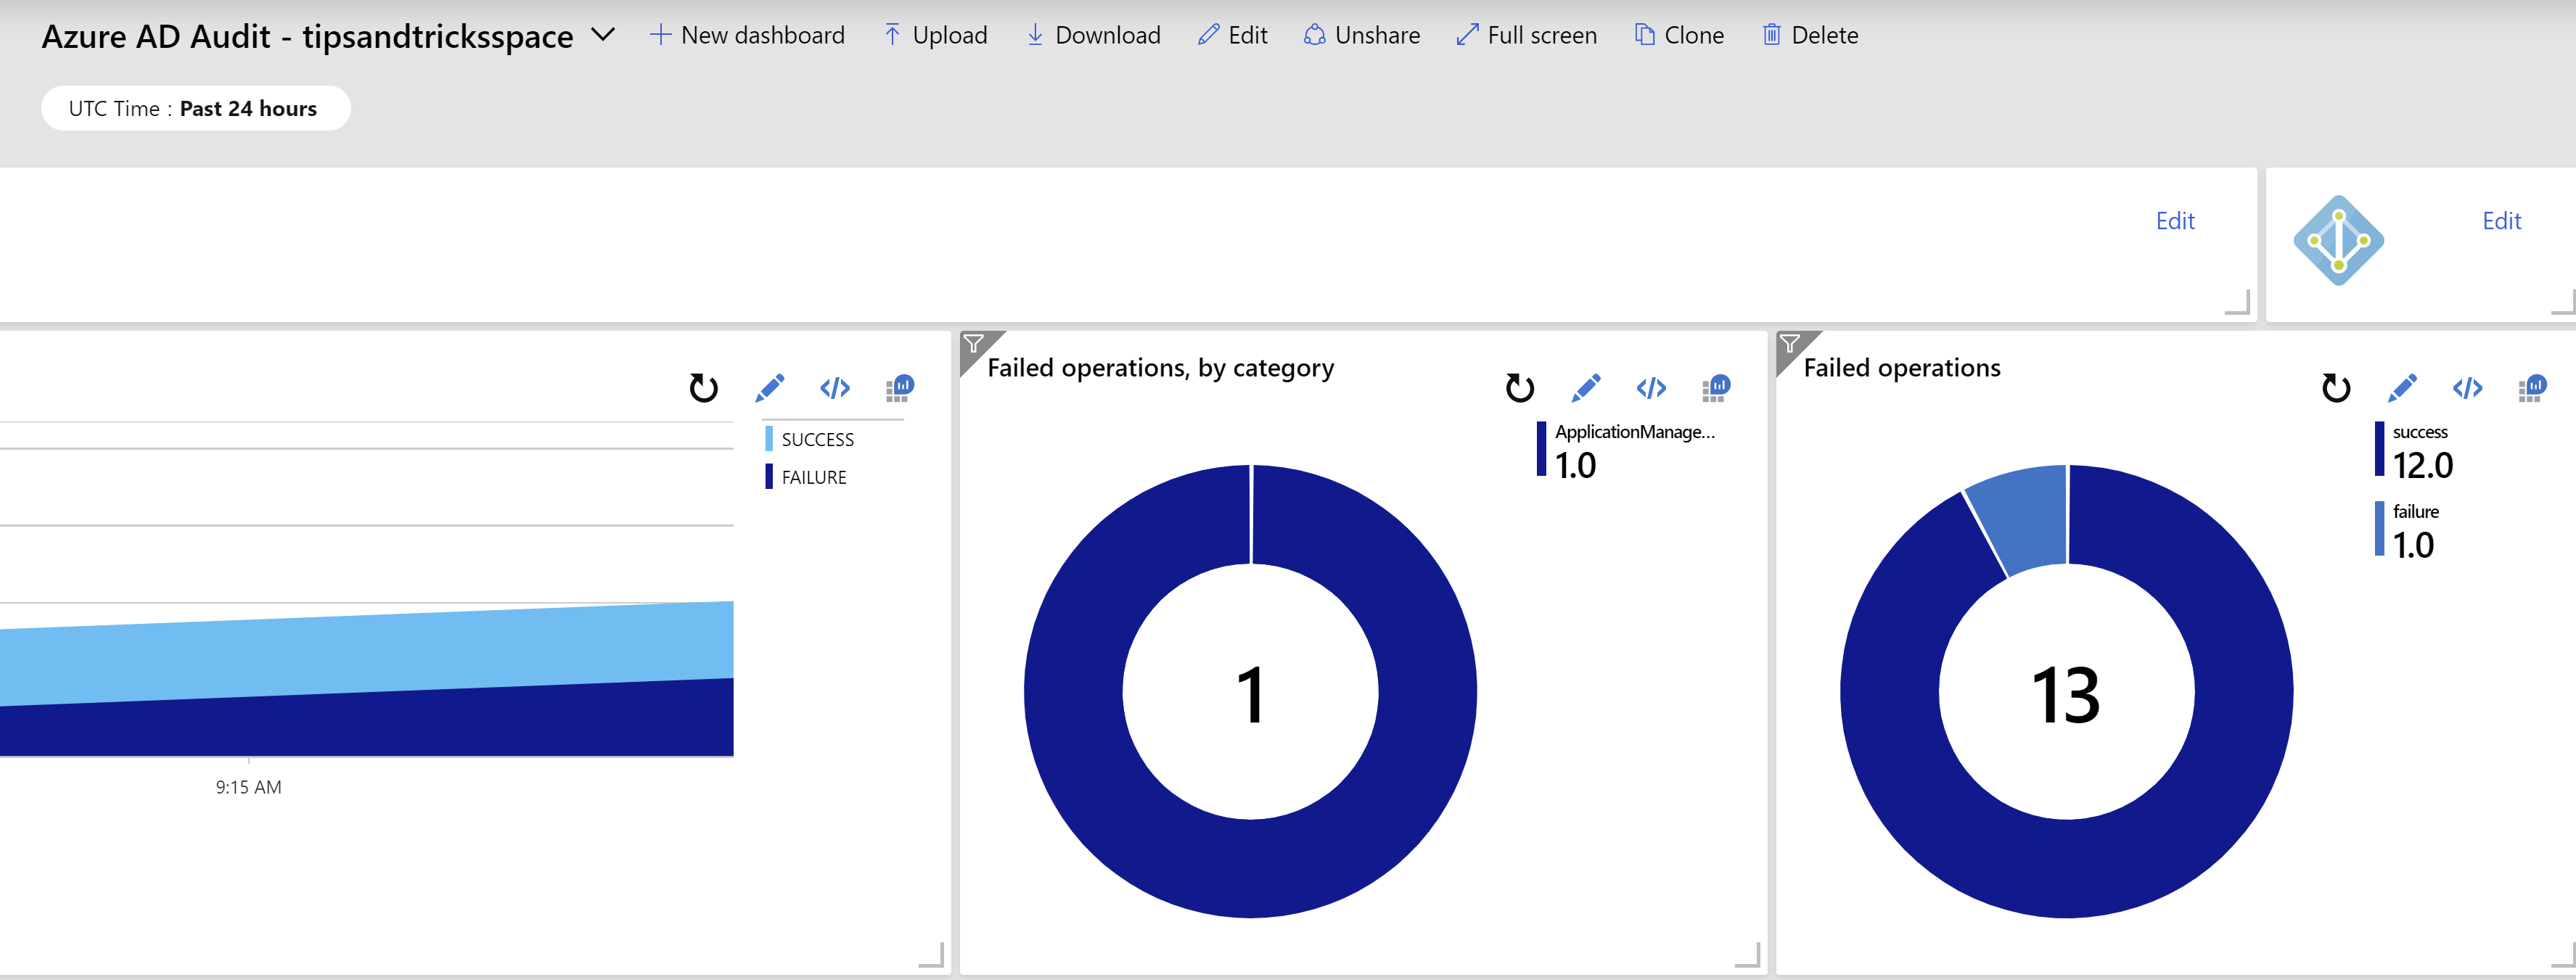 Azure AD Audit - tipsandtricksspace
New dashboard
Upload
Download
Edit
Unshare
Full screen
Clone
Delete
UTC Time : Past 24 hours
Edit
Edit
SUCCESS
FAILURE
9:15 AM
Failed operations, by category
ApplicationManage...
1.0
1
Failed operations
success
12.0
failure
1.0
13